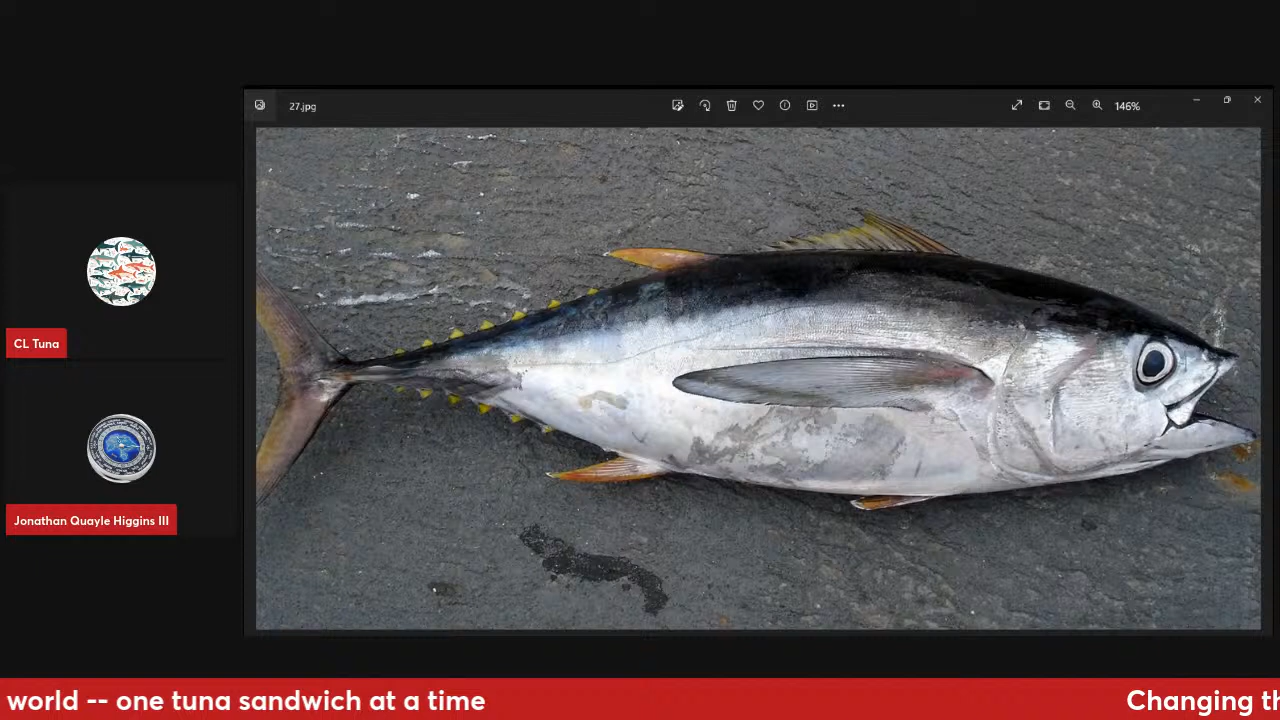 27.jpg
146%
CL Tuna
Jonathan Quayle Higgins III
world -- one tuna sandwich at a time
Changing th